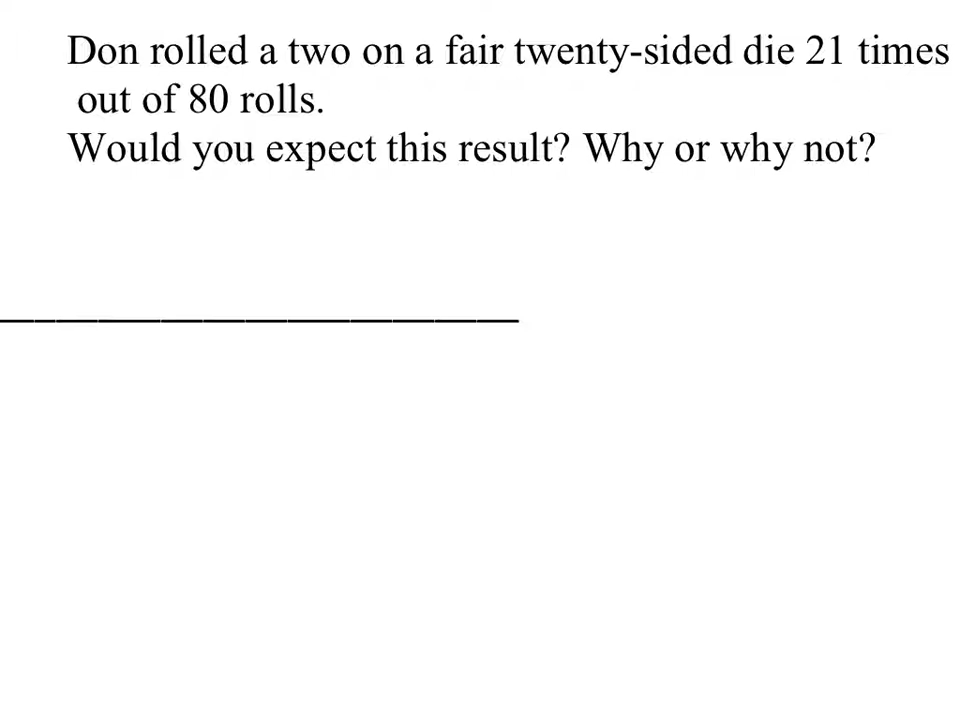 Don rolled a two on a fair twenty-sided die 21 times
out of 80 rolls.
Would you expect this result? Why or why not?